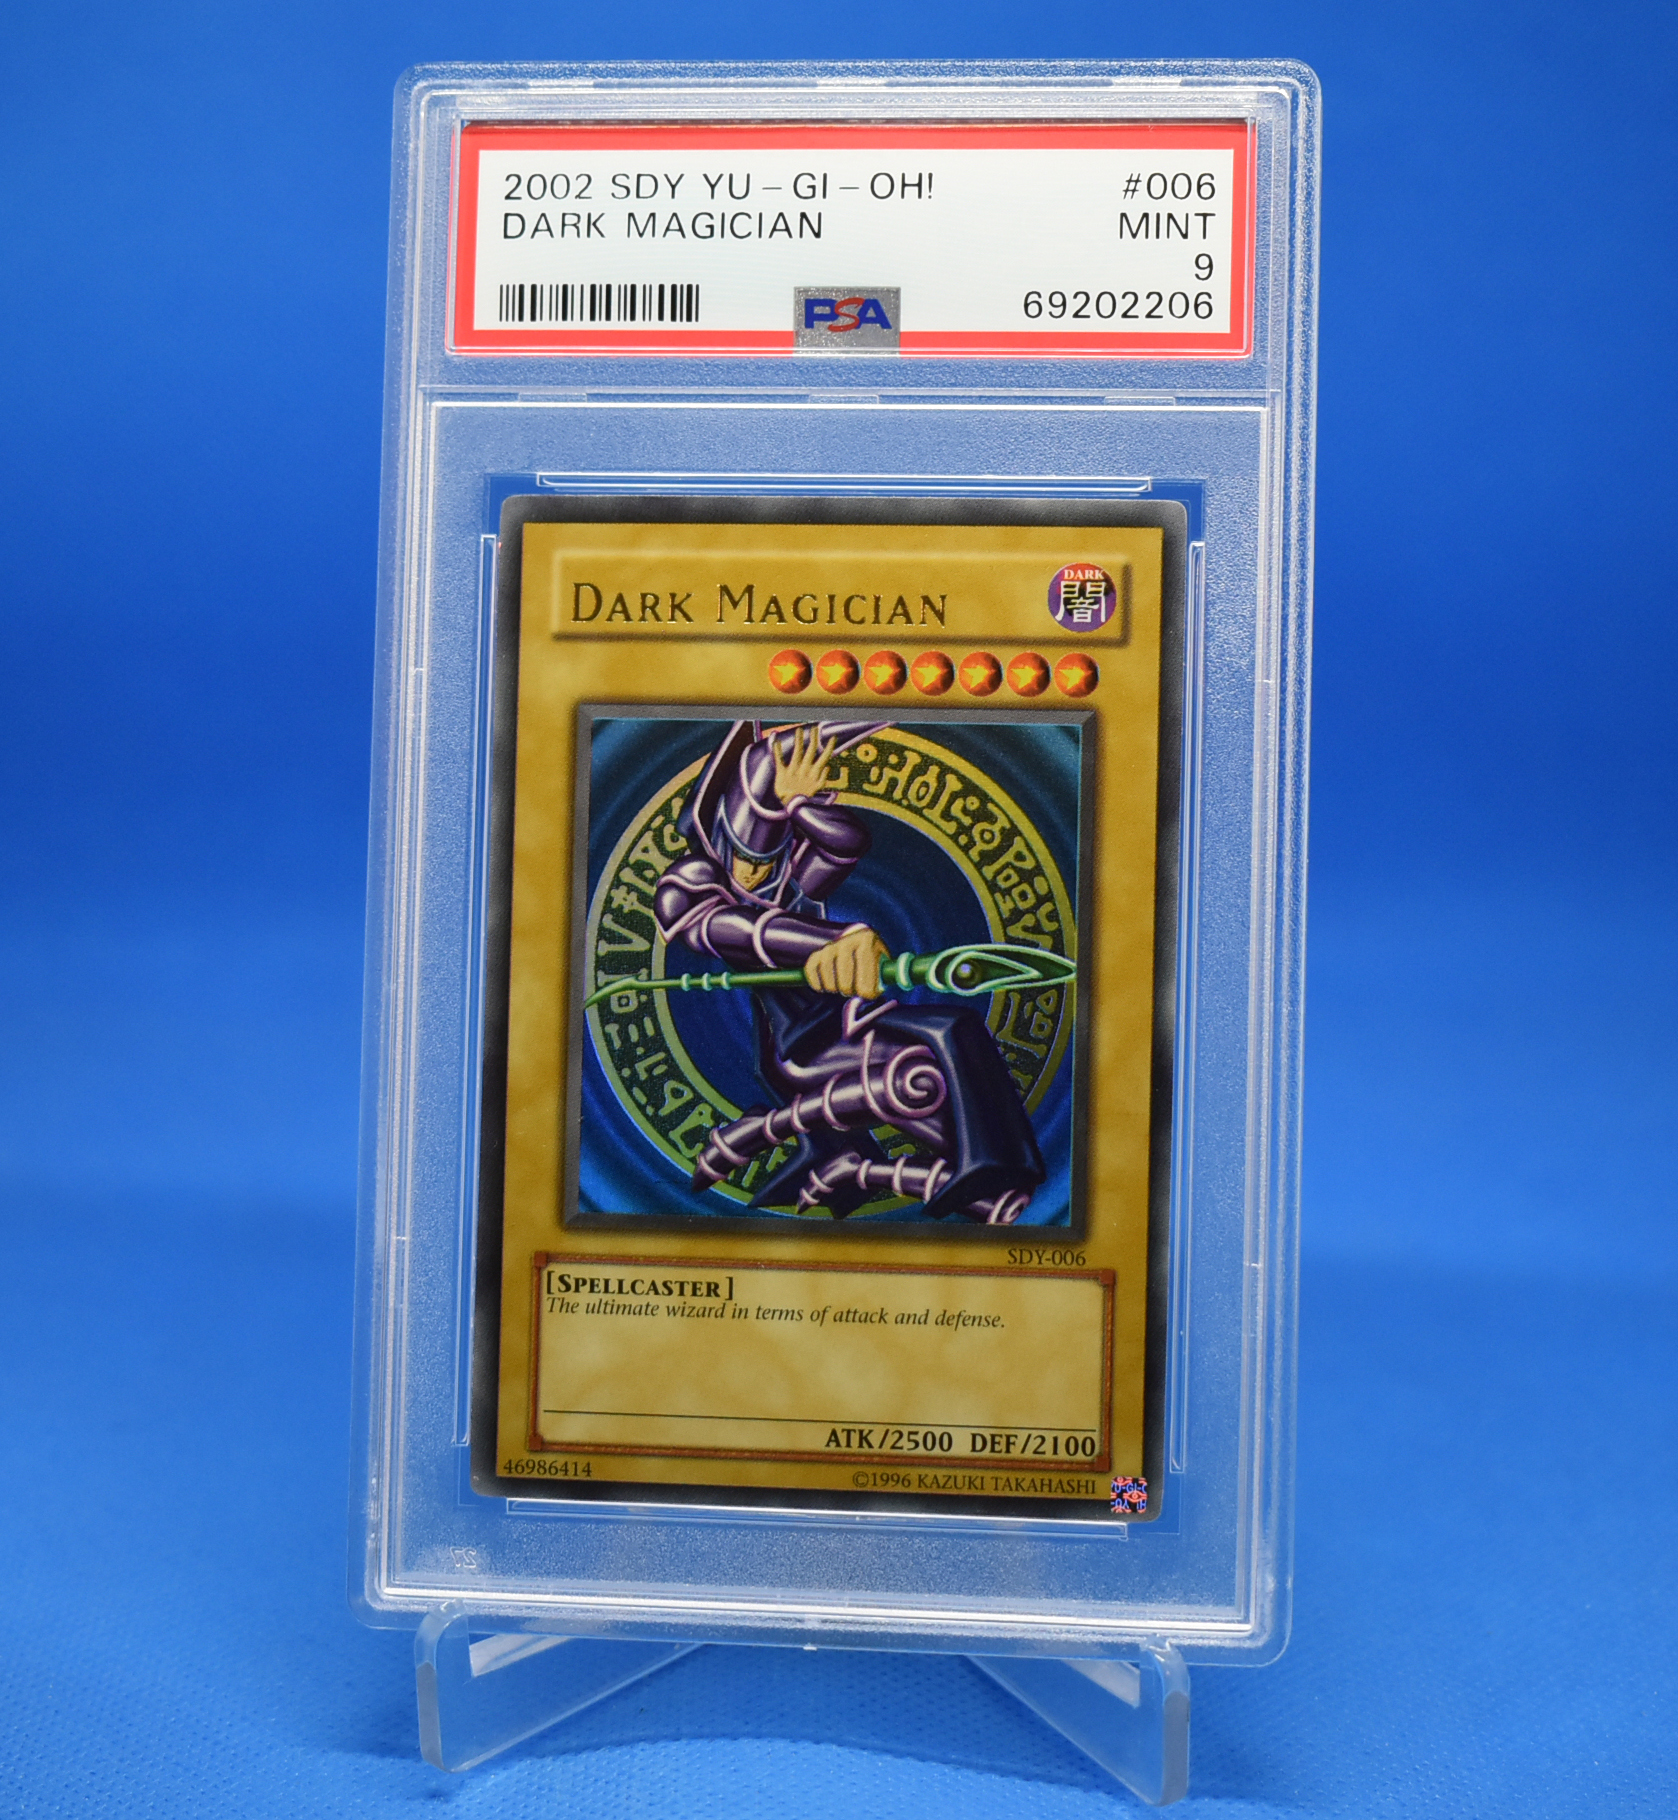 2002 SDY YU-GI-OH! #006
DARK MAGICIAN MINT
9
PSA 69202206
DARK MAGICIAN
DARK
闇
SDY-006
[SPELLCASTER]
The ultimate wizard in terms of attack and defense.
ATK/2500 DEF/2100
46986414 ©1996 KAZUKI TAKAHASHI